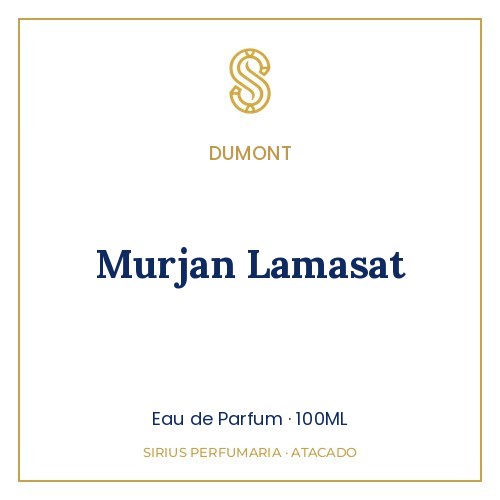 DUMONT
Murjan Lamasat
Eau de Parfum · 100ML
SIRIUS PERFUMARIA · ATACADO